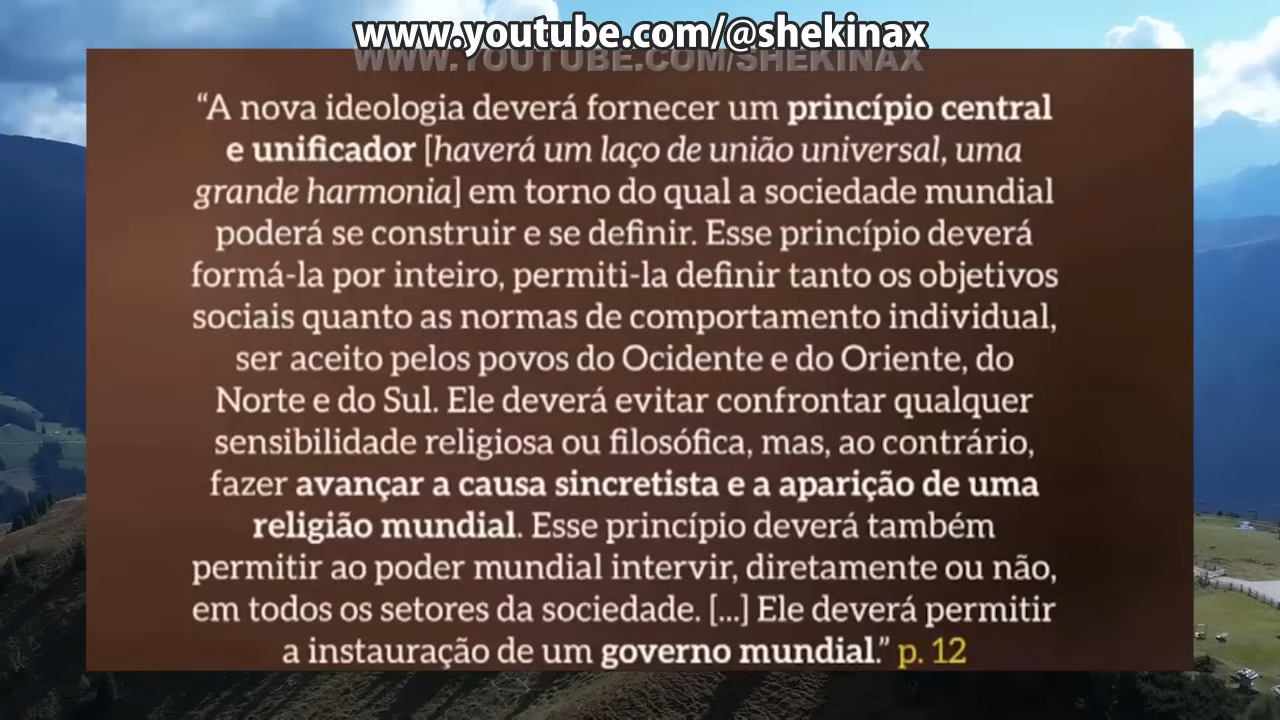 www.youtube.com/@shekinax
WWW.YOUTUBE.COM/SHEKINAX
“A nova ideologia deverá fornecer um princípio central
e unificador [haverá um laço de união universal, uma
grande harmonia] em torno do qual a sociedade mundial
poderá se construir e se definir. Esse princípio deverá
formá-la por inteiro, permiti-la definir tanto os objetivos
sociais quanto as normas de comportamento individual,
ser aceito pelos povos do Ocidente e do Oriente, do
Norte e do Sul. Ele deverá evitar confrontar qualquer
sensibilidade religiosa ou filosófica, mas, ao contrário,
fazer avançar a causa sincretista e a aparição de uma
religião mundial. Esse princípio deverá também
permitir ao poder mundial intervir, diretamente ou não,
em todos os setores da sociedade. [...] Ele deverá permitir
a instauração de um governo mundial.” p. 12